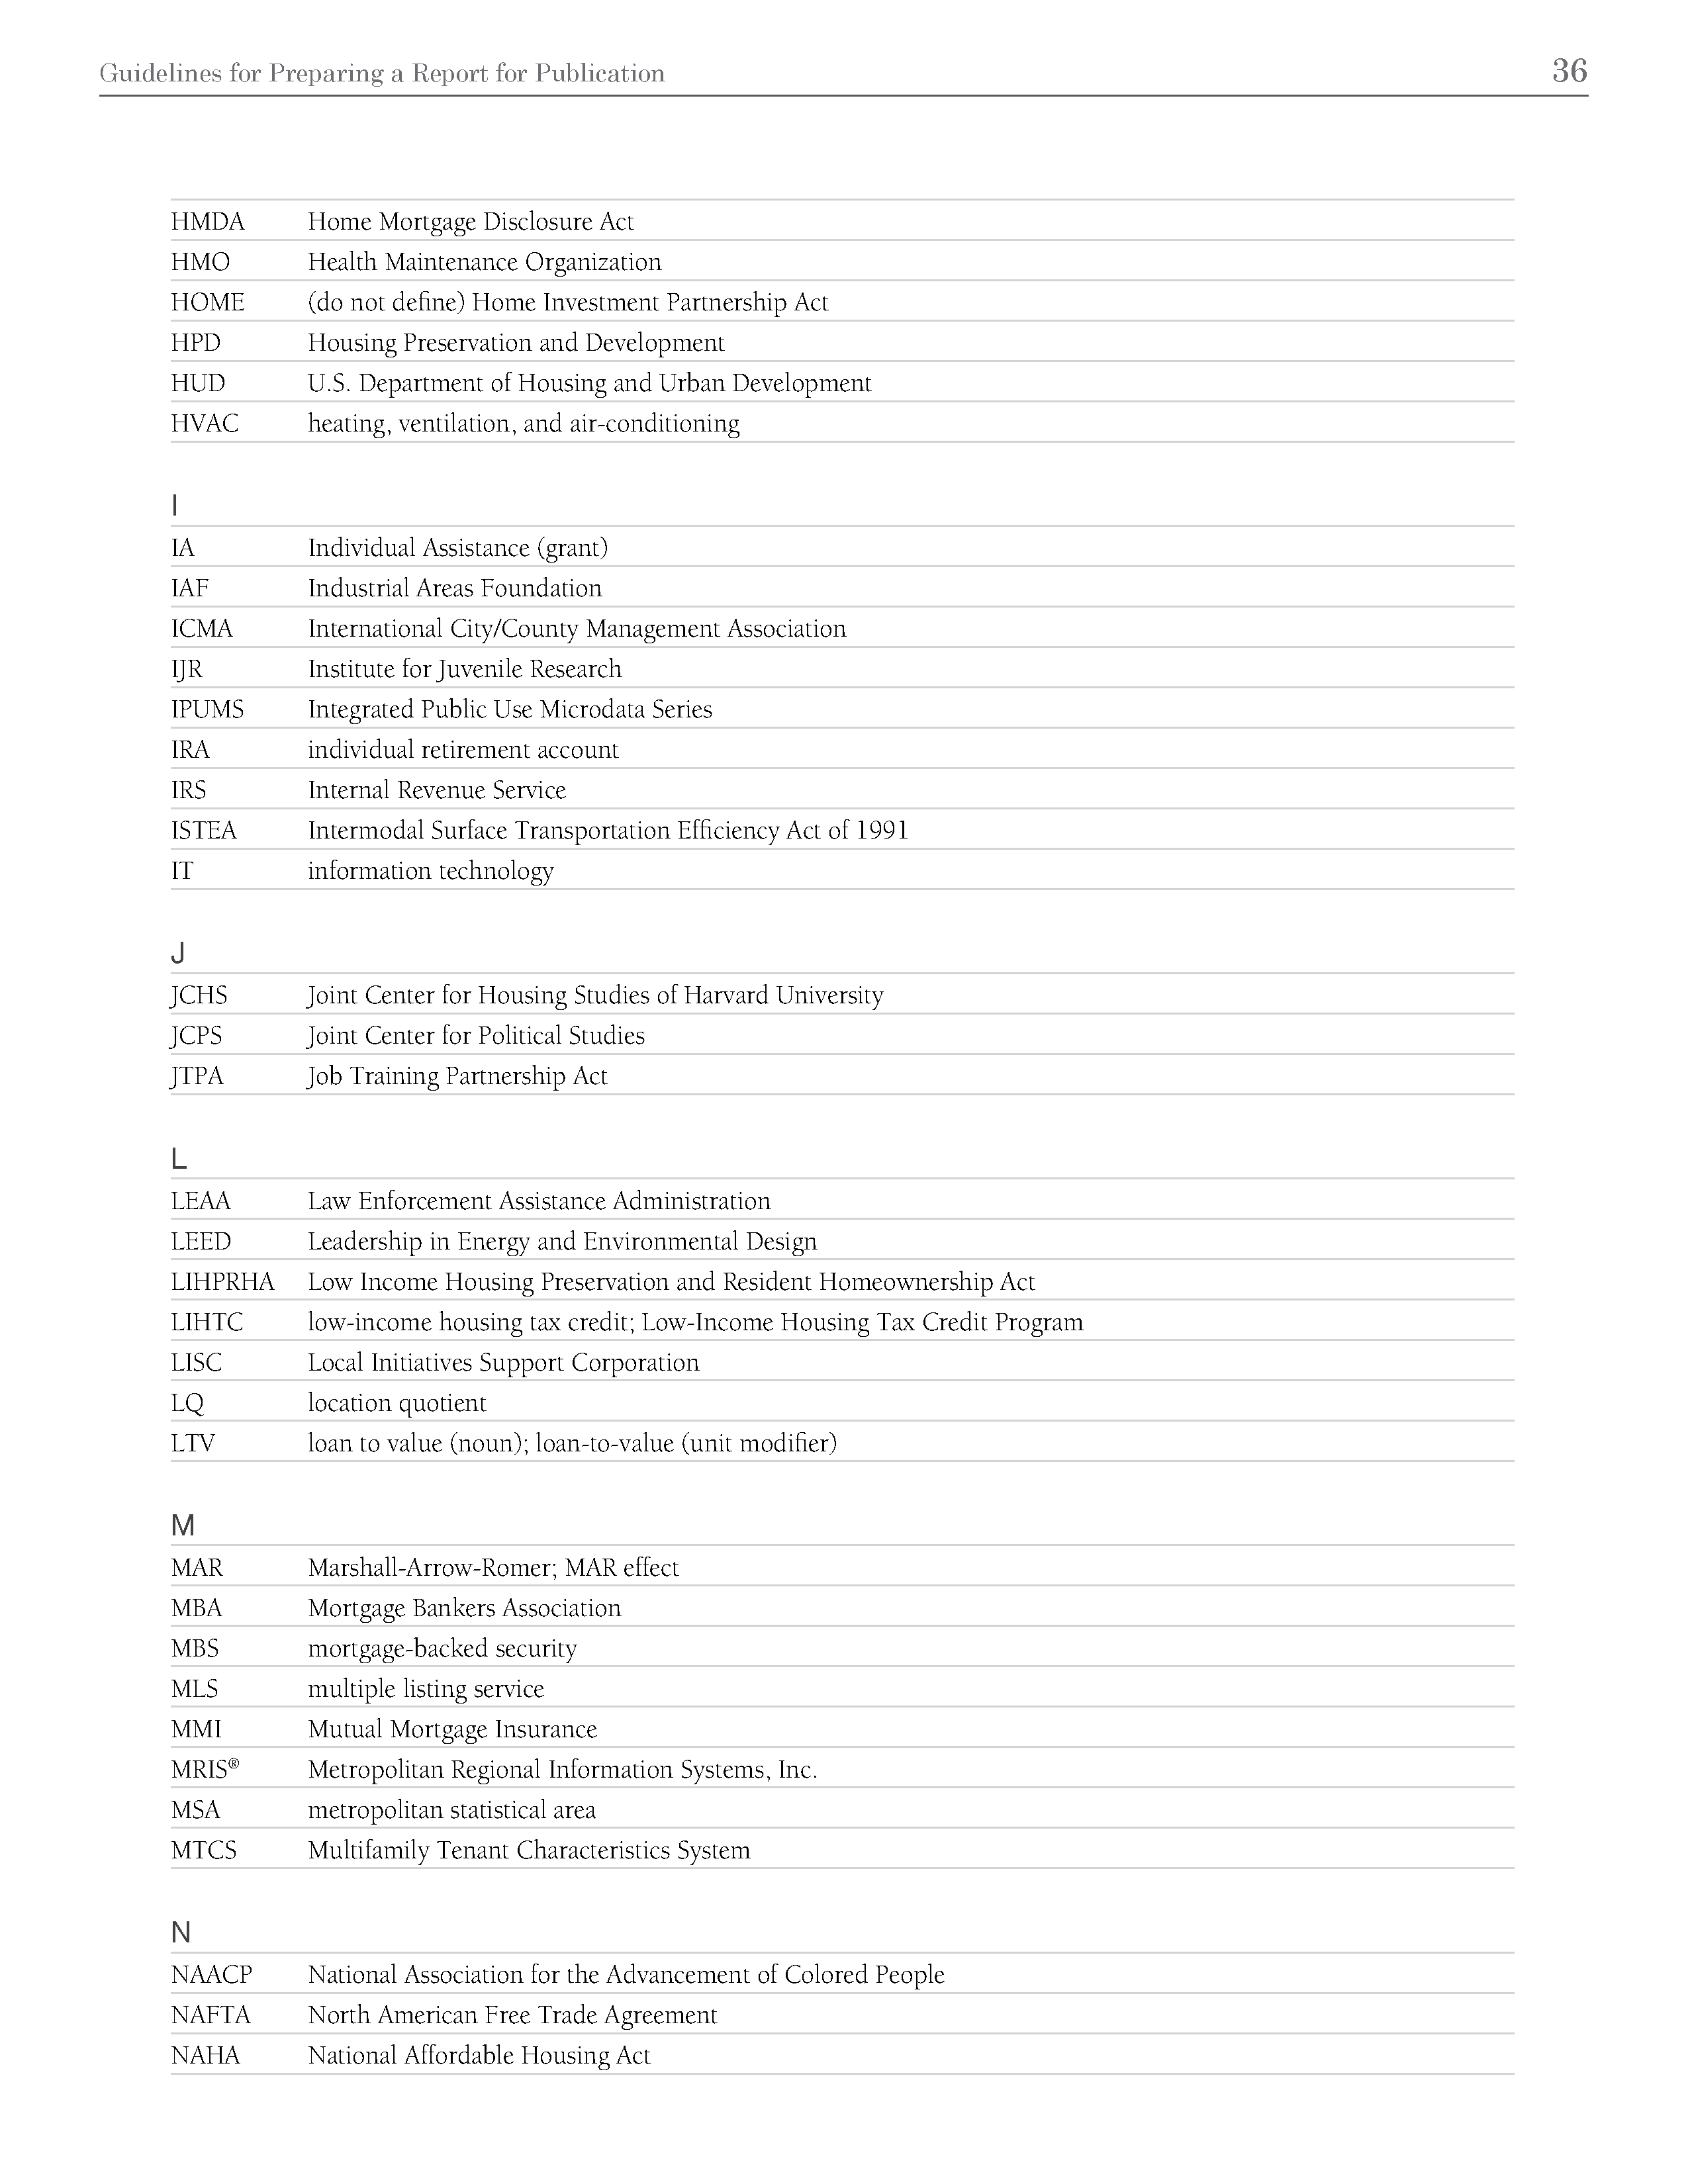 Guidelines for Preparing a Report for Publication 36
HMDA Home Mortgage Disclosure Act
HMO Health Maintenance Organization
HOME (do not define) Home Investment Partnership Act
HPD Housing Preservation and Development
HUD U.S. Department of Housing and Urban Development
HVAC heating, ventilation, and air-conditioning
I
IA Individual Assistance (grant)
IAF Industrial Areas Foundation
ICMA International City/County Management Association
IJR Institute for Juvenile Research
IPUMS Integrated Public Use Microdata Series
IRA individual retirement account
IRS Internal Revenue Service
ISTEA Intermodal Surface Transportation Efficiency Act of 1991
IT information technology
J
JCHS Joint Center for Housing Studies of Harvard University
JCPS Joint Center for Political Studies
JTPA Job Training Partnership Act
L
LEAA Law Enforcement Assistance Administration
LEED Leadership in Energy and Environmental Design
LIHPRHA Low Income Housing Preservation and Resident Homeownership Act
LIHTC low-income housing tax credit; Low-Income Housing Tax Credit Program
LISC Local Initiatives Support Corporation
LQ location quotient
LTV loan to value (noun); loan-to-value (unit modifier)
M
MAR Marshall-Arrow-Romer; MAR effect
MBA Mortgage Bankers Association
MBS mortgage-backed security
MLS multiple listing service
MMI Mutual Mortgage Insurance
MRIS® Metropolitan Regional Information Systems, Inc.
MSA metropolitan statistical area
MTCS Multifamily Tenant Characteristics System
N
NAACP National Association for the Advancement of Colored People
NAFTA North American Free Trade Agreement
NAHA National Affordable Housing Act